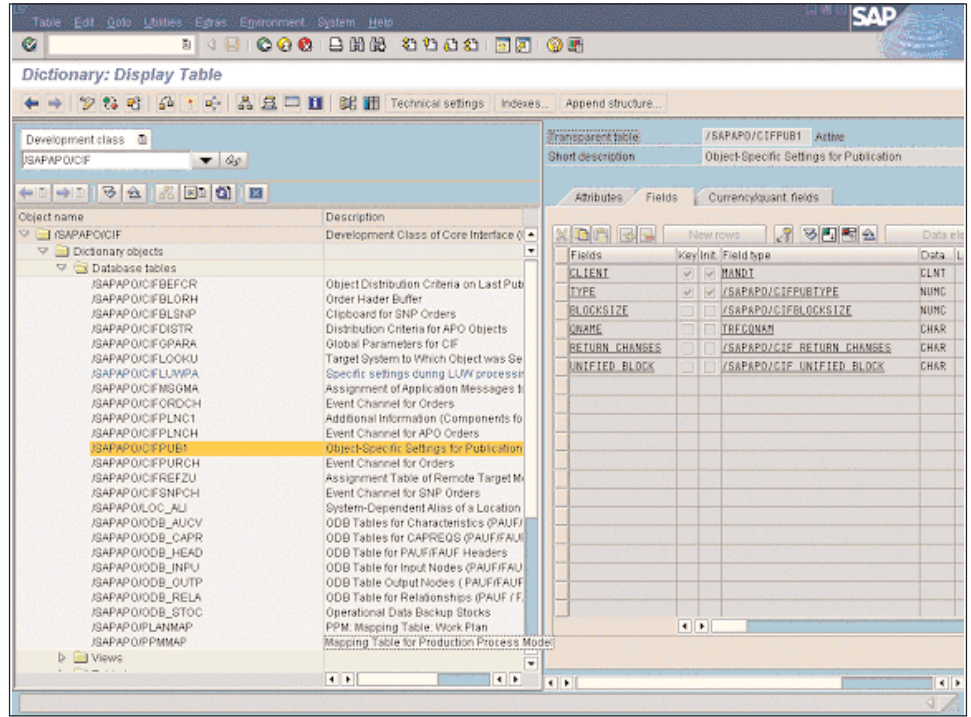 Table Edit Goto Utilities Extras Environment System Help
SAP
Dictionary: Display Table
Technical settings Indexes... Append structure...
Development class
/SAPAPO/CIF
Object name Description
/SAPAPO/CIF Development Class of Core Interface (
Dictionary objects
Database tables
/SAPAPO/CIFBEFCR Object Distribution Criteria on Last Pub
/SAPAPO/CIFBLORH Order Hader Buffer
/SAPAPO/CIFBLSNP Clipboard for SNP Orders
/SAPAPO/CIFDISTR Distribution Criteria for APO Objects
/SAPAPO/CIFGPARA Global Parameters for CIF
/SAPAPO/CIFLOOKU Target System to Which Object was Se
/SAPAPO/CIFLUWPA Specific settings during LUW processin
/SAPAPO/CIFMSGMA Assignment of Application Messages t
/SAPAPO/CIFORDCH Event Channel for Orders
/SAPAPO/CIFPLNC1 Additional Information (Components fo
/SAPAPO/CIFPLNCH Event Channel for APO Orders
/SAPAPO/CIFPUB1 Object-Specific Settings for Publication
/SAPAPO/CIFPURCH Event Channel for Orders
/SAPAPO/CIFREFZU Assignment Table of Remote Target M
/SAPAPO/CIFSNPCH Event Channel for SNP Orders
/SAPAPO/LOC_ALI System-Dependent Alias of a Location
/SAPAPO/ODB_AUCV ODB Tables for Characteristics (PAUF/
/SAPAPO/ODB_CAPR ODB Tables for CAPREQS (PAUF/FAU
/SAPAPO/ODB_HEAD ODB Table for PAUF/FAUF Headers
/SAPAPO/ODB_INPU ODB Table for Input Nodes (PAUF/FAU
/SAPAPO/ODB_OUTP ODB Table Output Nodes ( PAUF/FAUF
/SAPAPO/ODB_RELA ODB Table for Relationships (PAUF / F
/SAPAPO/ODB_STOC Operational Data Backup Stocks
/SAPAPO/PLANMAP PPM: Mapping Table: Work Plan
/SAPAPO/PPMMAP Mapping Table for Production Process Model
Views
Transparent table /SAPAPO/CIFPUB1 Active
Short description Object-Specific Settings for Publication
Attributes Fields Currency/quant. fields
New rows Data ele
Fields Key Init. Field type Data... L
CLIENT MANDT CLNT
TYPE /SAPAPO/CIFPUBTYPE NUMC
BLOCKSIZE /SAPAPO/CIFBLOCKSIZE NUMC
QNAME TRFCQNAM CHAR
RETURN_CHANGES /SAPAPO/CIF_RETURN_CHANGES CHAR
UNIFIED_BLOCK /SAPAPO/CIF_UNIFIED_BLOCK CHAR